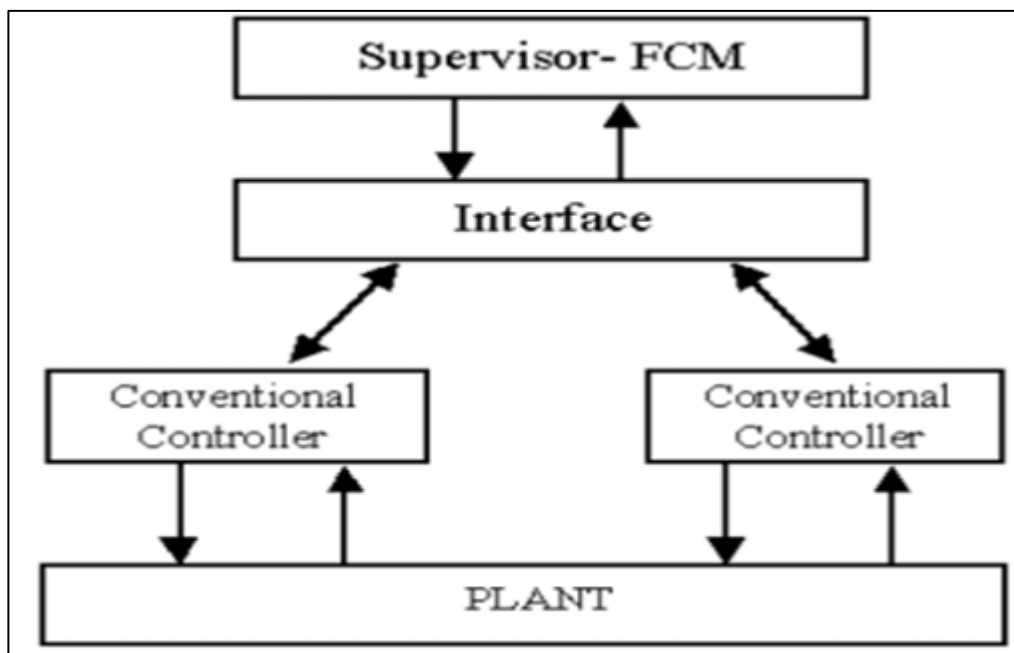 Supervisor- FCM
Interface
Conventional
Controller
Conventional
Controller
PLANT